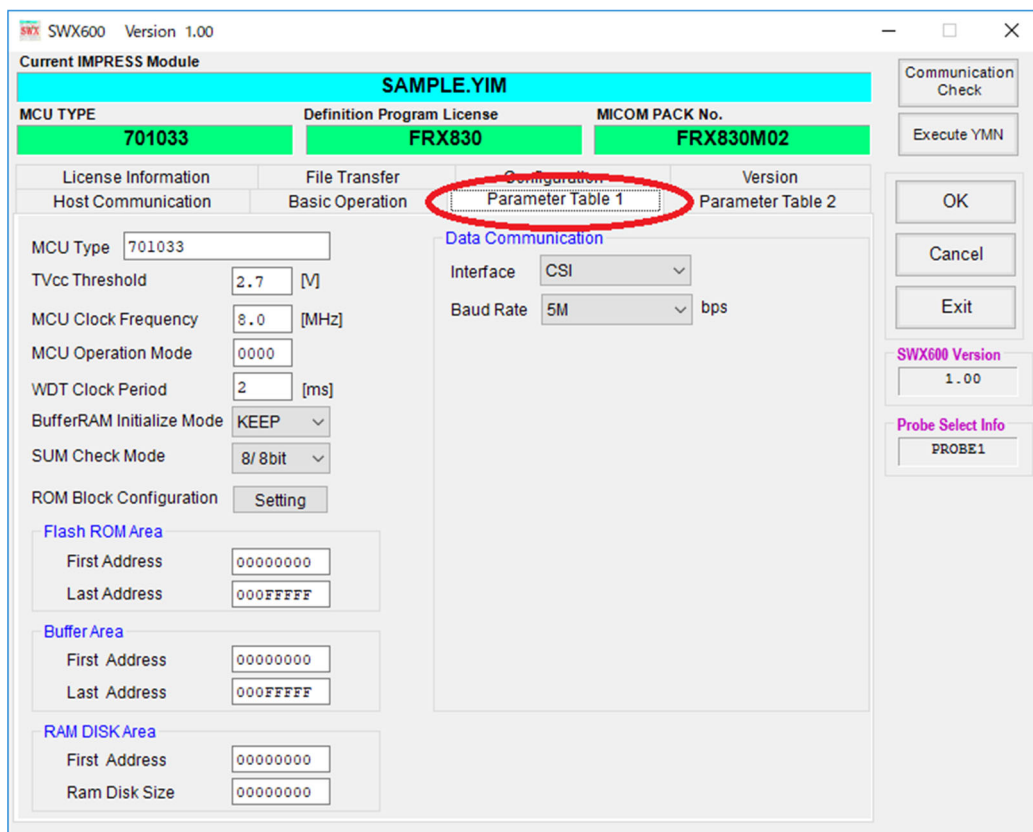 SWX SWX600 Version 1.00
Current IMPRESS Module
SAMPLE.YIM
MCU TYPE Definition Program License MICOM PACK No.
701033 FRX830 FRX830M02
Communication
Check
Execute YMN
License Information File Transfer Configuration Version
Host Communication Basic Operation Parameter Table 1 Parameter Table 2
MCU Type 701033
TVcc Threshold 2.7 [V]
MCU Clock Frequency 8.0 [MHz]
MCU Operation Mode 0000
WDT Clock Period 2 [ms]
BufferRAM Initialize Mode KEEP
SUM Check Mode 8/ 8bit
ROM Block Configuration Setting
Flash ROM Area
First Address 00000000
Last Address 000FFFFF
Buffer Area
First Address 00000000
Last Address 000FFFFF
RAM DISK Area
First Address 00000000
Ram Disk Size 00000000
Data Communication
Interface CSI
Baud Rate 5M bps
OK
Cancel
Exit
SWX600 Version
1.00
Probe Select Info
PROBE1